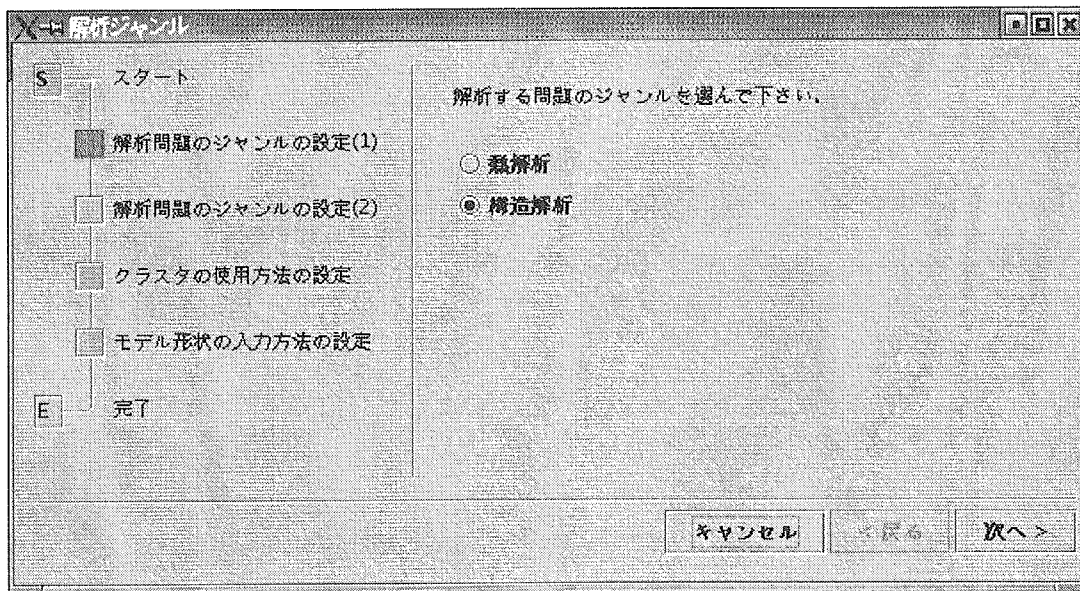 解析ジャンル
S スタート
解析問題のジャンルの設定(1)
解析問題のジャンルの設定(2)
クラスタの使用方法の設定
モデル形状の入力方法の設定
E 完了
解析する問題のジャンルを選んで下さい.
熱解析
構造解析
キャンセル
< 戻る
次へ >